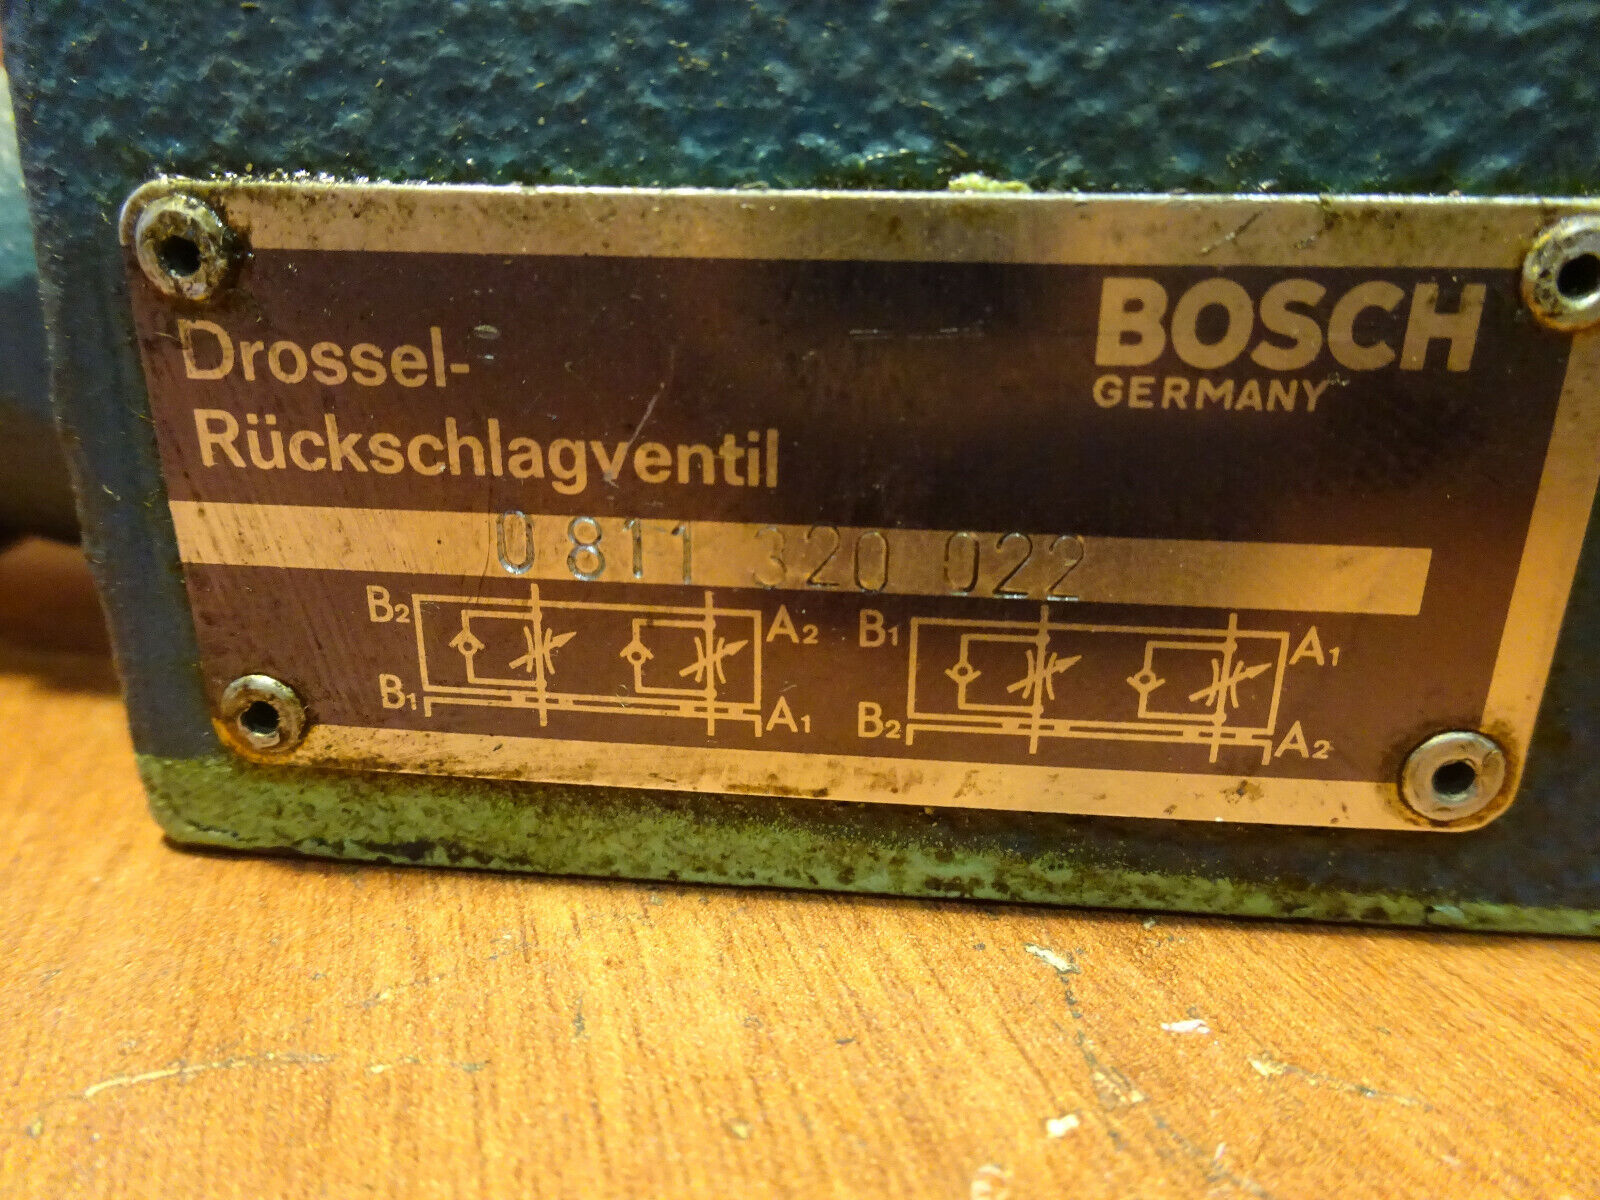 BOSCH
GERMANY
Drossel-
Rückschlagventil
0 811 320 022
B2 A2 B1 A1
B1 A1 B2 A2